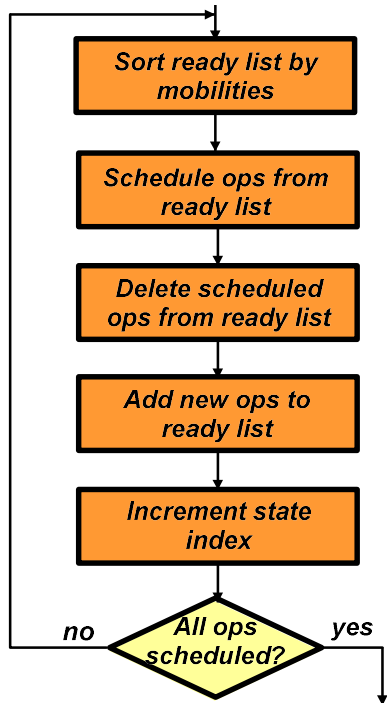 Sort ready list by
mobilities
Schedule ops from
ready list
Delete scheduled
ops from ready list
Add new ops to
ready list
Increment state
index
All ops
scheduled?
no
yes